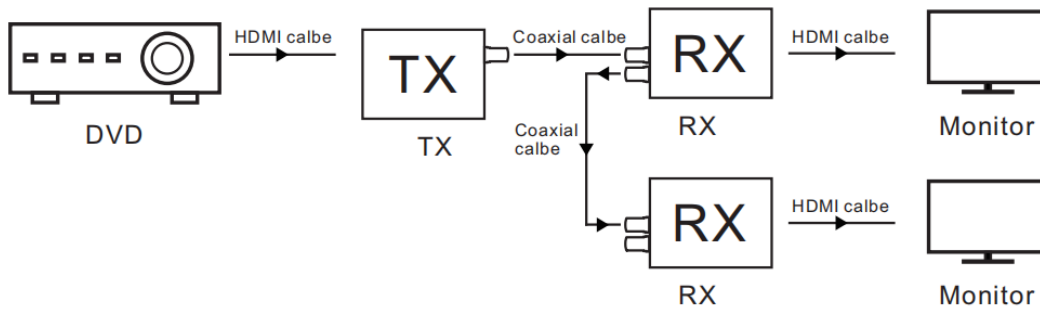 HDMI calbe
Coaxial calbe
HDMI calbe
TX
RX
DVD
TX
RX
Monitor
Coaxial
calbe
HDMI calbe
RX
RX
Monitor